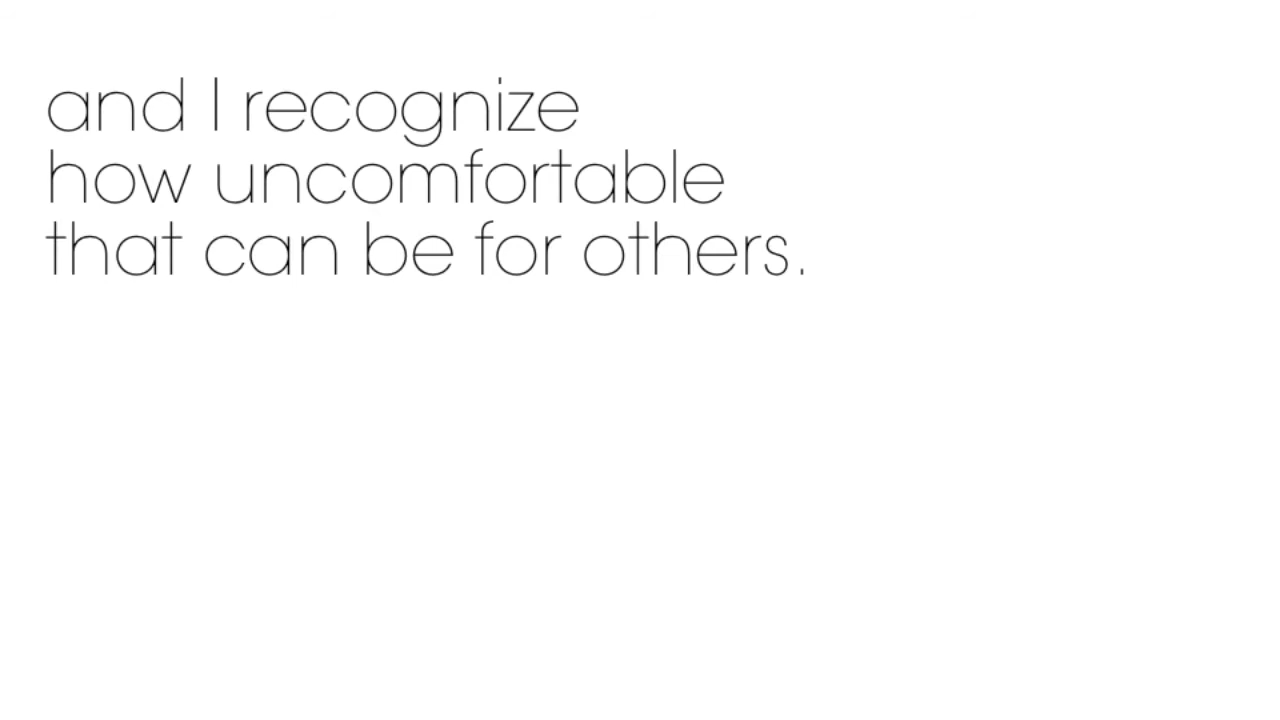 and I recognize
how uncomfortable
that can be for others.